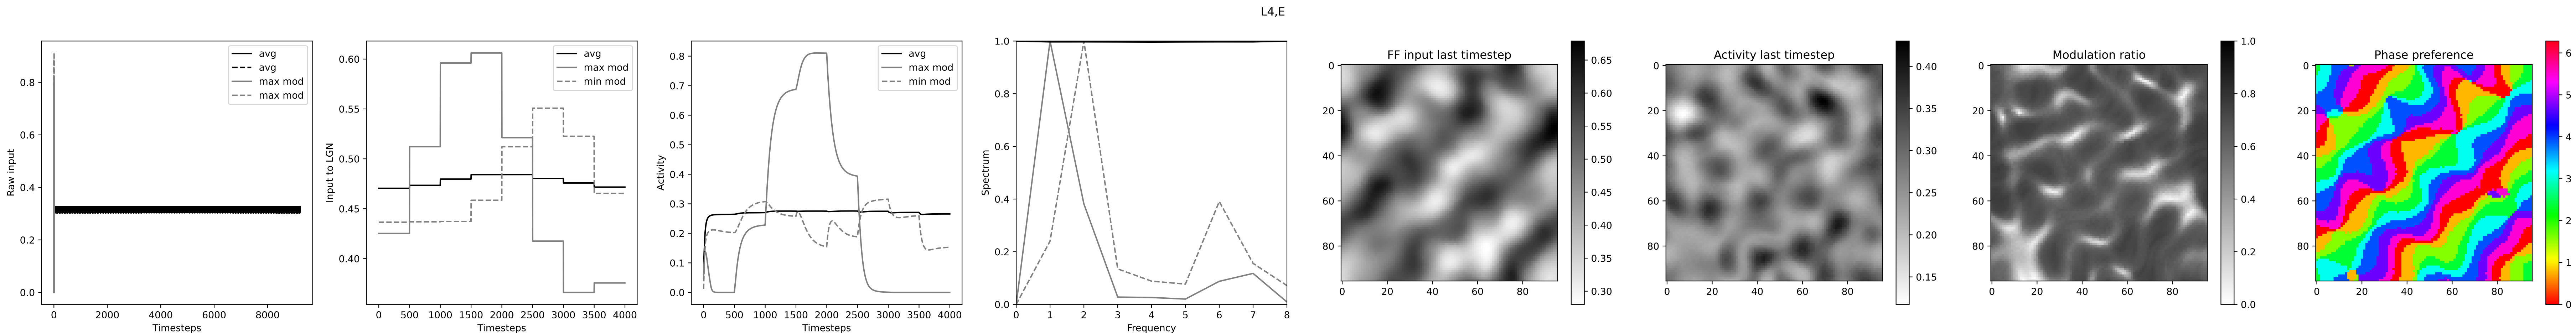 L4,E
avg
avg
max mod
max mod
Raw input
0.8
0.6
0.4
0.2
0.0
0 2000 4000 6000 8000
Timesteps
avg
max mod
min mod
Input to LGN
0.60
0.55
0.50
0.45
0.40
0 500 1000 1500 2000 2500 3000 3500 4000
Timesteps
avg
max mod
min mod
Activity
0.8
0.7
0.6
0.5
0.4
0.3
0.2
0.1
0.0
0 500 1000 1500 2000 2500 3000 3500 4000
Timesteps
Spectrum
1.0
0.8
0.6
0.4
0.2
0.0
0 1 2 3 4 5 6 7 8
Frequency
FF input last timestep
0
20
40
60
80
0 20 40 60 80
0.65
0.60
0.55
0.50
0.45
0.40
0.35
0.30
Activity last timestep
0
20
40
60
80
0 20 40 60 80
0.40
0.35
0.30
0.25
0.20
0.15
Modulation ratio
0
20
40
60
80
0 20 40 60 80
1.0
0.8
0.6
0.4
0.2
0.0
Phase preference
0
20
40
60
80
0 20 40 60 80
6
5
4
3
2
1
0